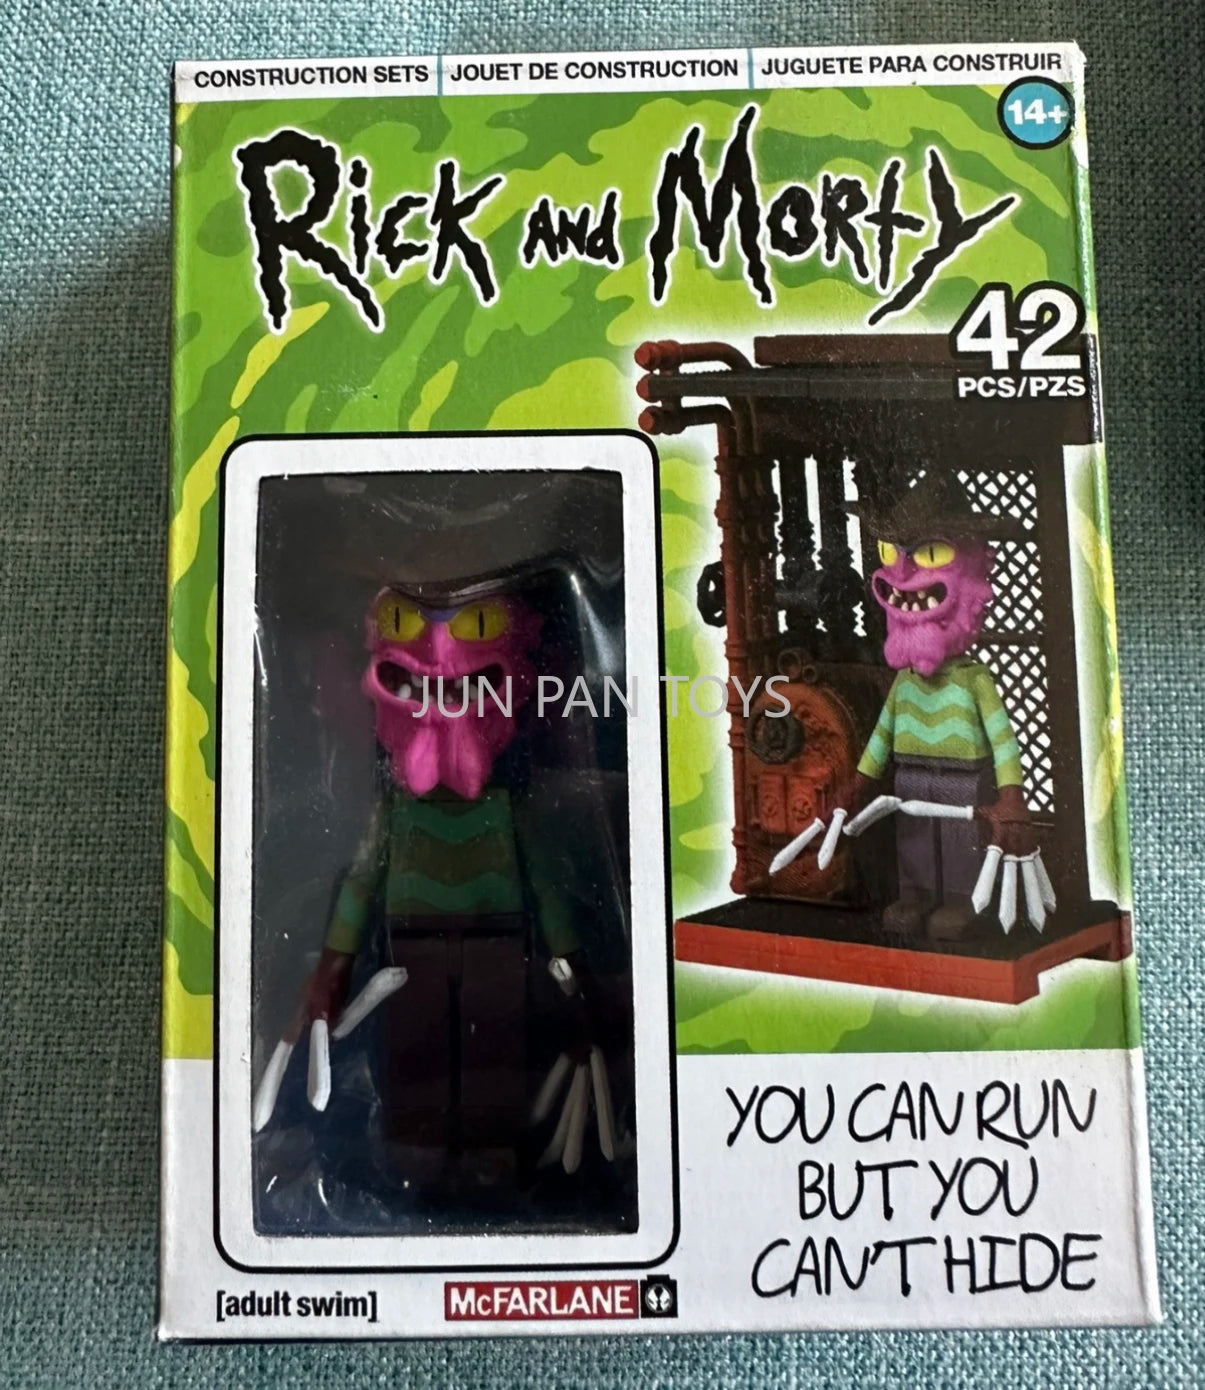 CONSTRUCTION SETS JOUET DE CONSTRUCTION JUGUETE PARA CONSTRUIR
14+
RICK AND MORTY
42
PCS/PZS
JUN PAN TOYS
YOU CAN RUN
BUT YOU
CAN'T HIDE
[adult swim] McFARLANE